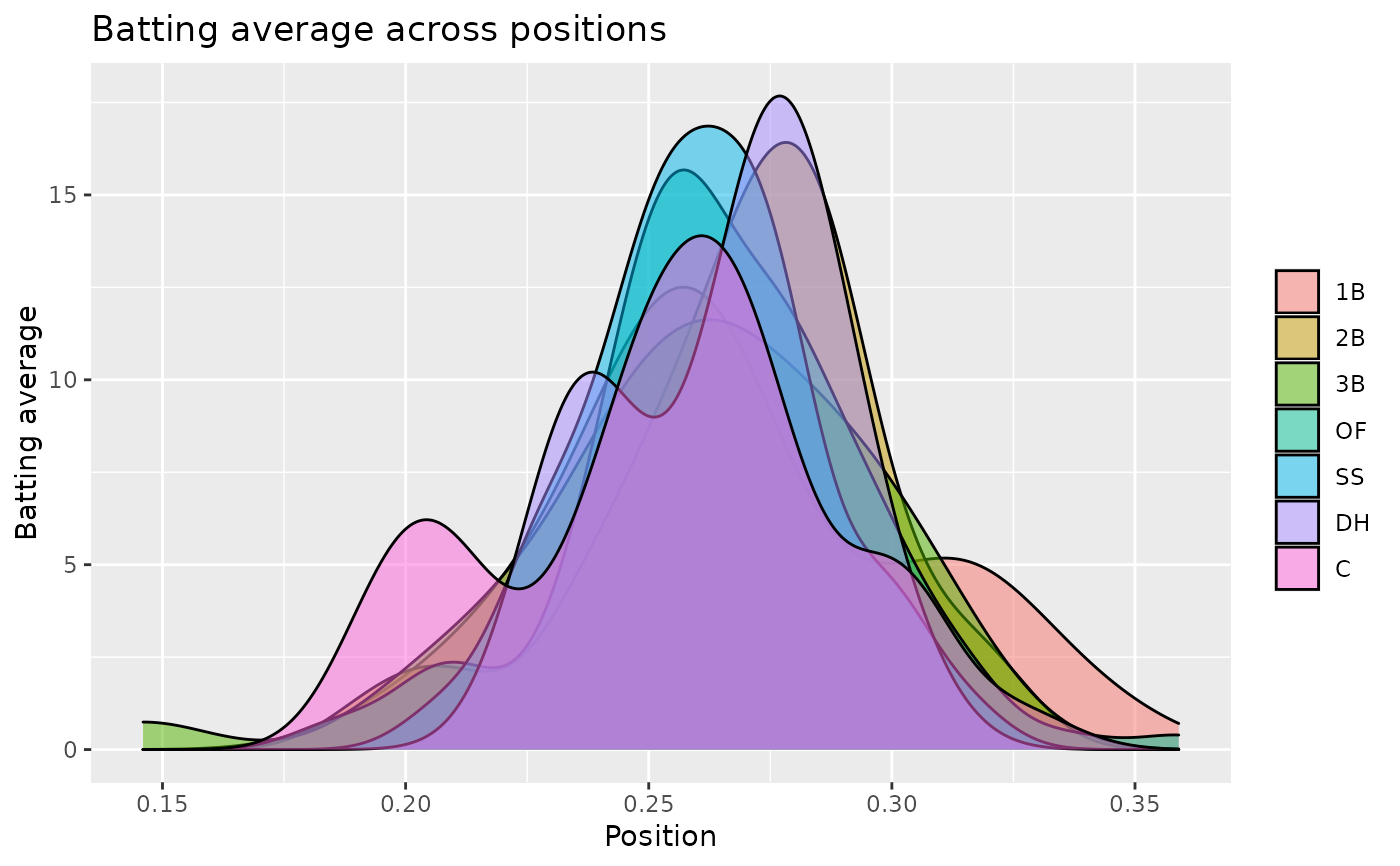 Batting average across positions
Batting average
15
10
5
0
0.15
0.20
0.25
0.30
0.35
Position
1B
2B
3B
OF
SS
DH
C